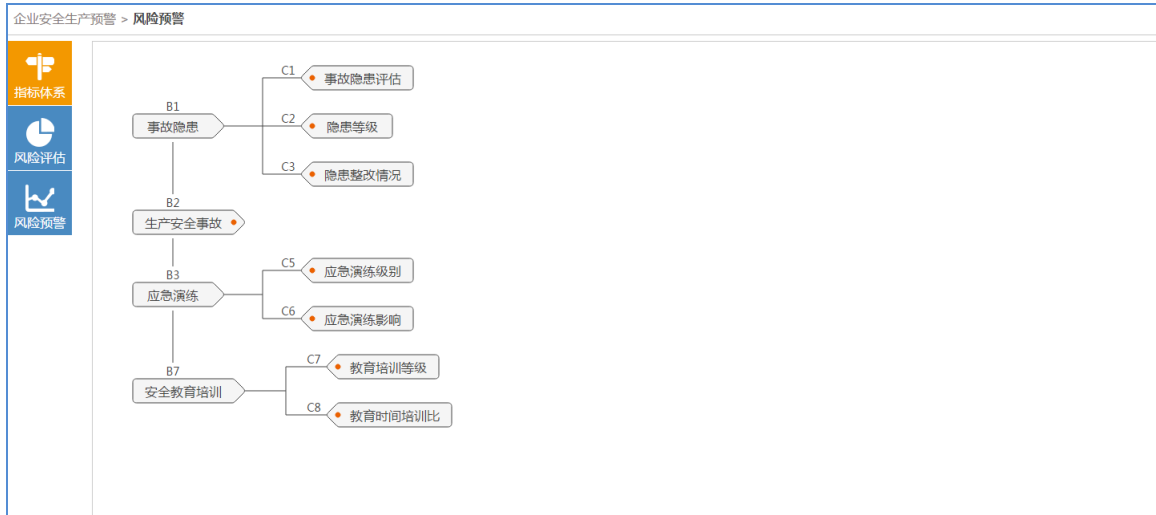 企业安全生产预警 > 风险预警
指标体系
风险评估
风险预警
B1
事故隐患
C1
事故隐患评估
C2
隐患等级
C3
隐患整改情况
B2
生产安全事故
B3
应急演练
C5
应急演练级别
C6
应急演练影响
B7
安全教育培训
C7
教育培训等级
C8
教育时间培训比